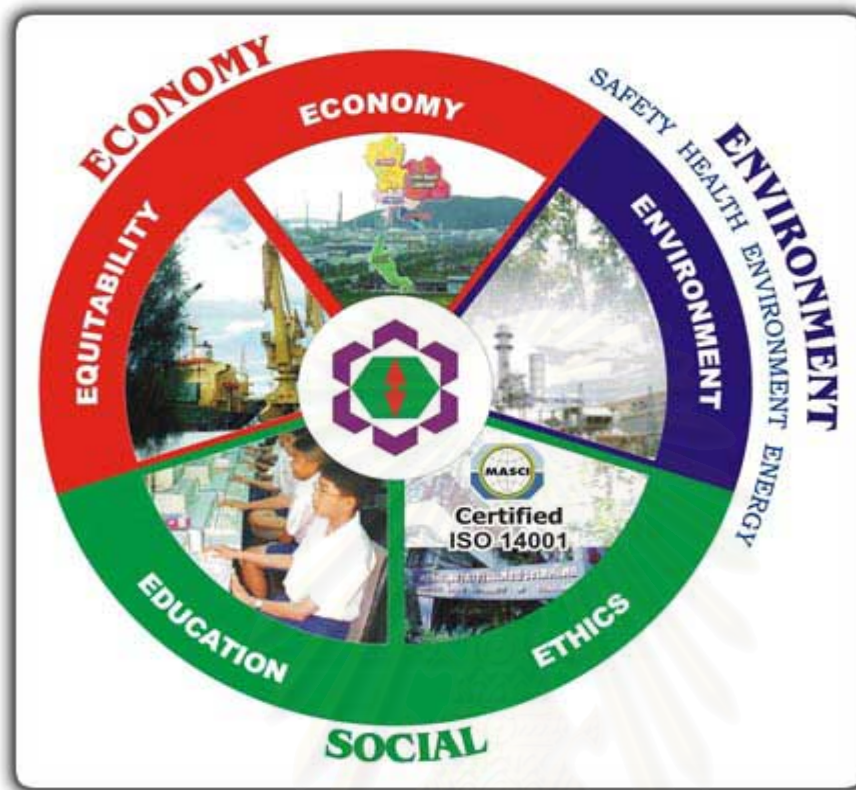 ECONOMY
ECONOMY
EQUITABILITY
ENVIRONMENT
SAFETY HEALTH ENVIRONMENT ENERGY
ENVIRONMENT
MASCI
Certified
ISO 14001
EDUCATION
ETHICS
SOCIAL